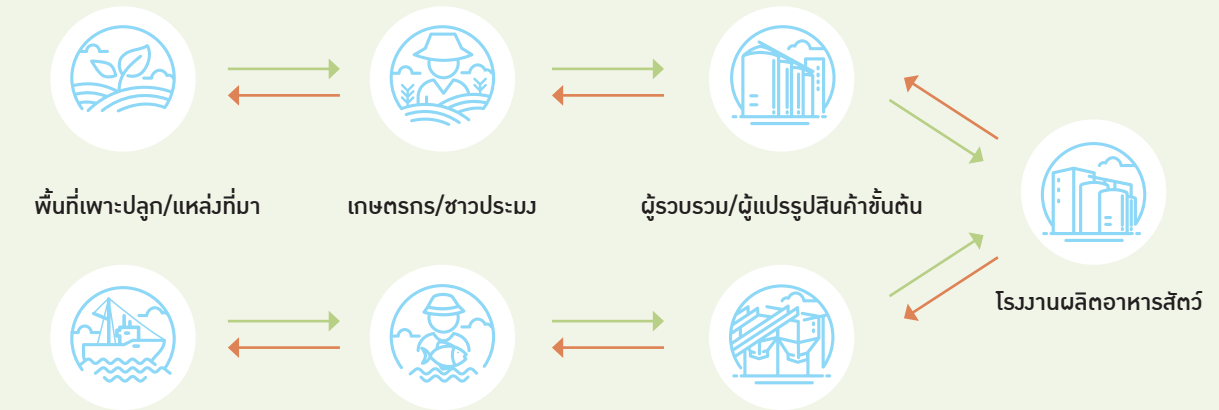 พื้นที่เพาะปลูก/แหล่งที่มา
เกษตรกร/ชาวประมง
ผู้รวบรวม/ผู้แปรรูปสินค้าขั้นต้น
โรงงานผลิตอาหารสัตว์